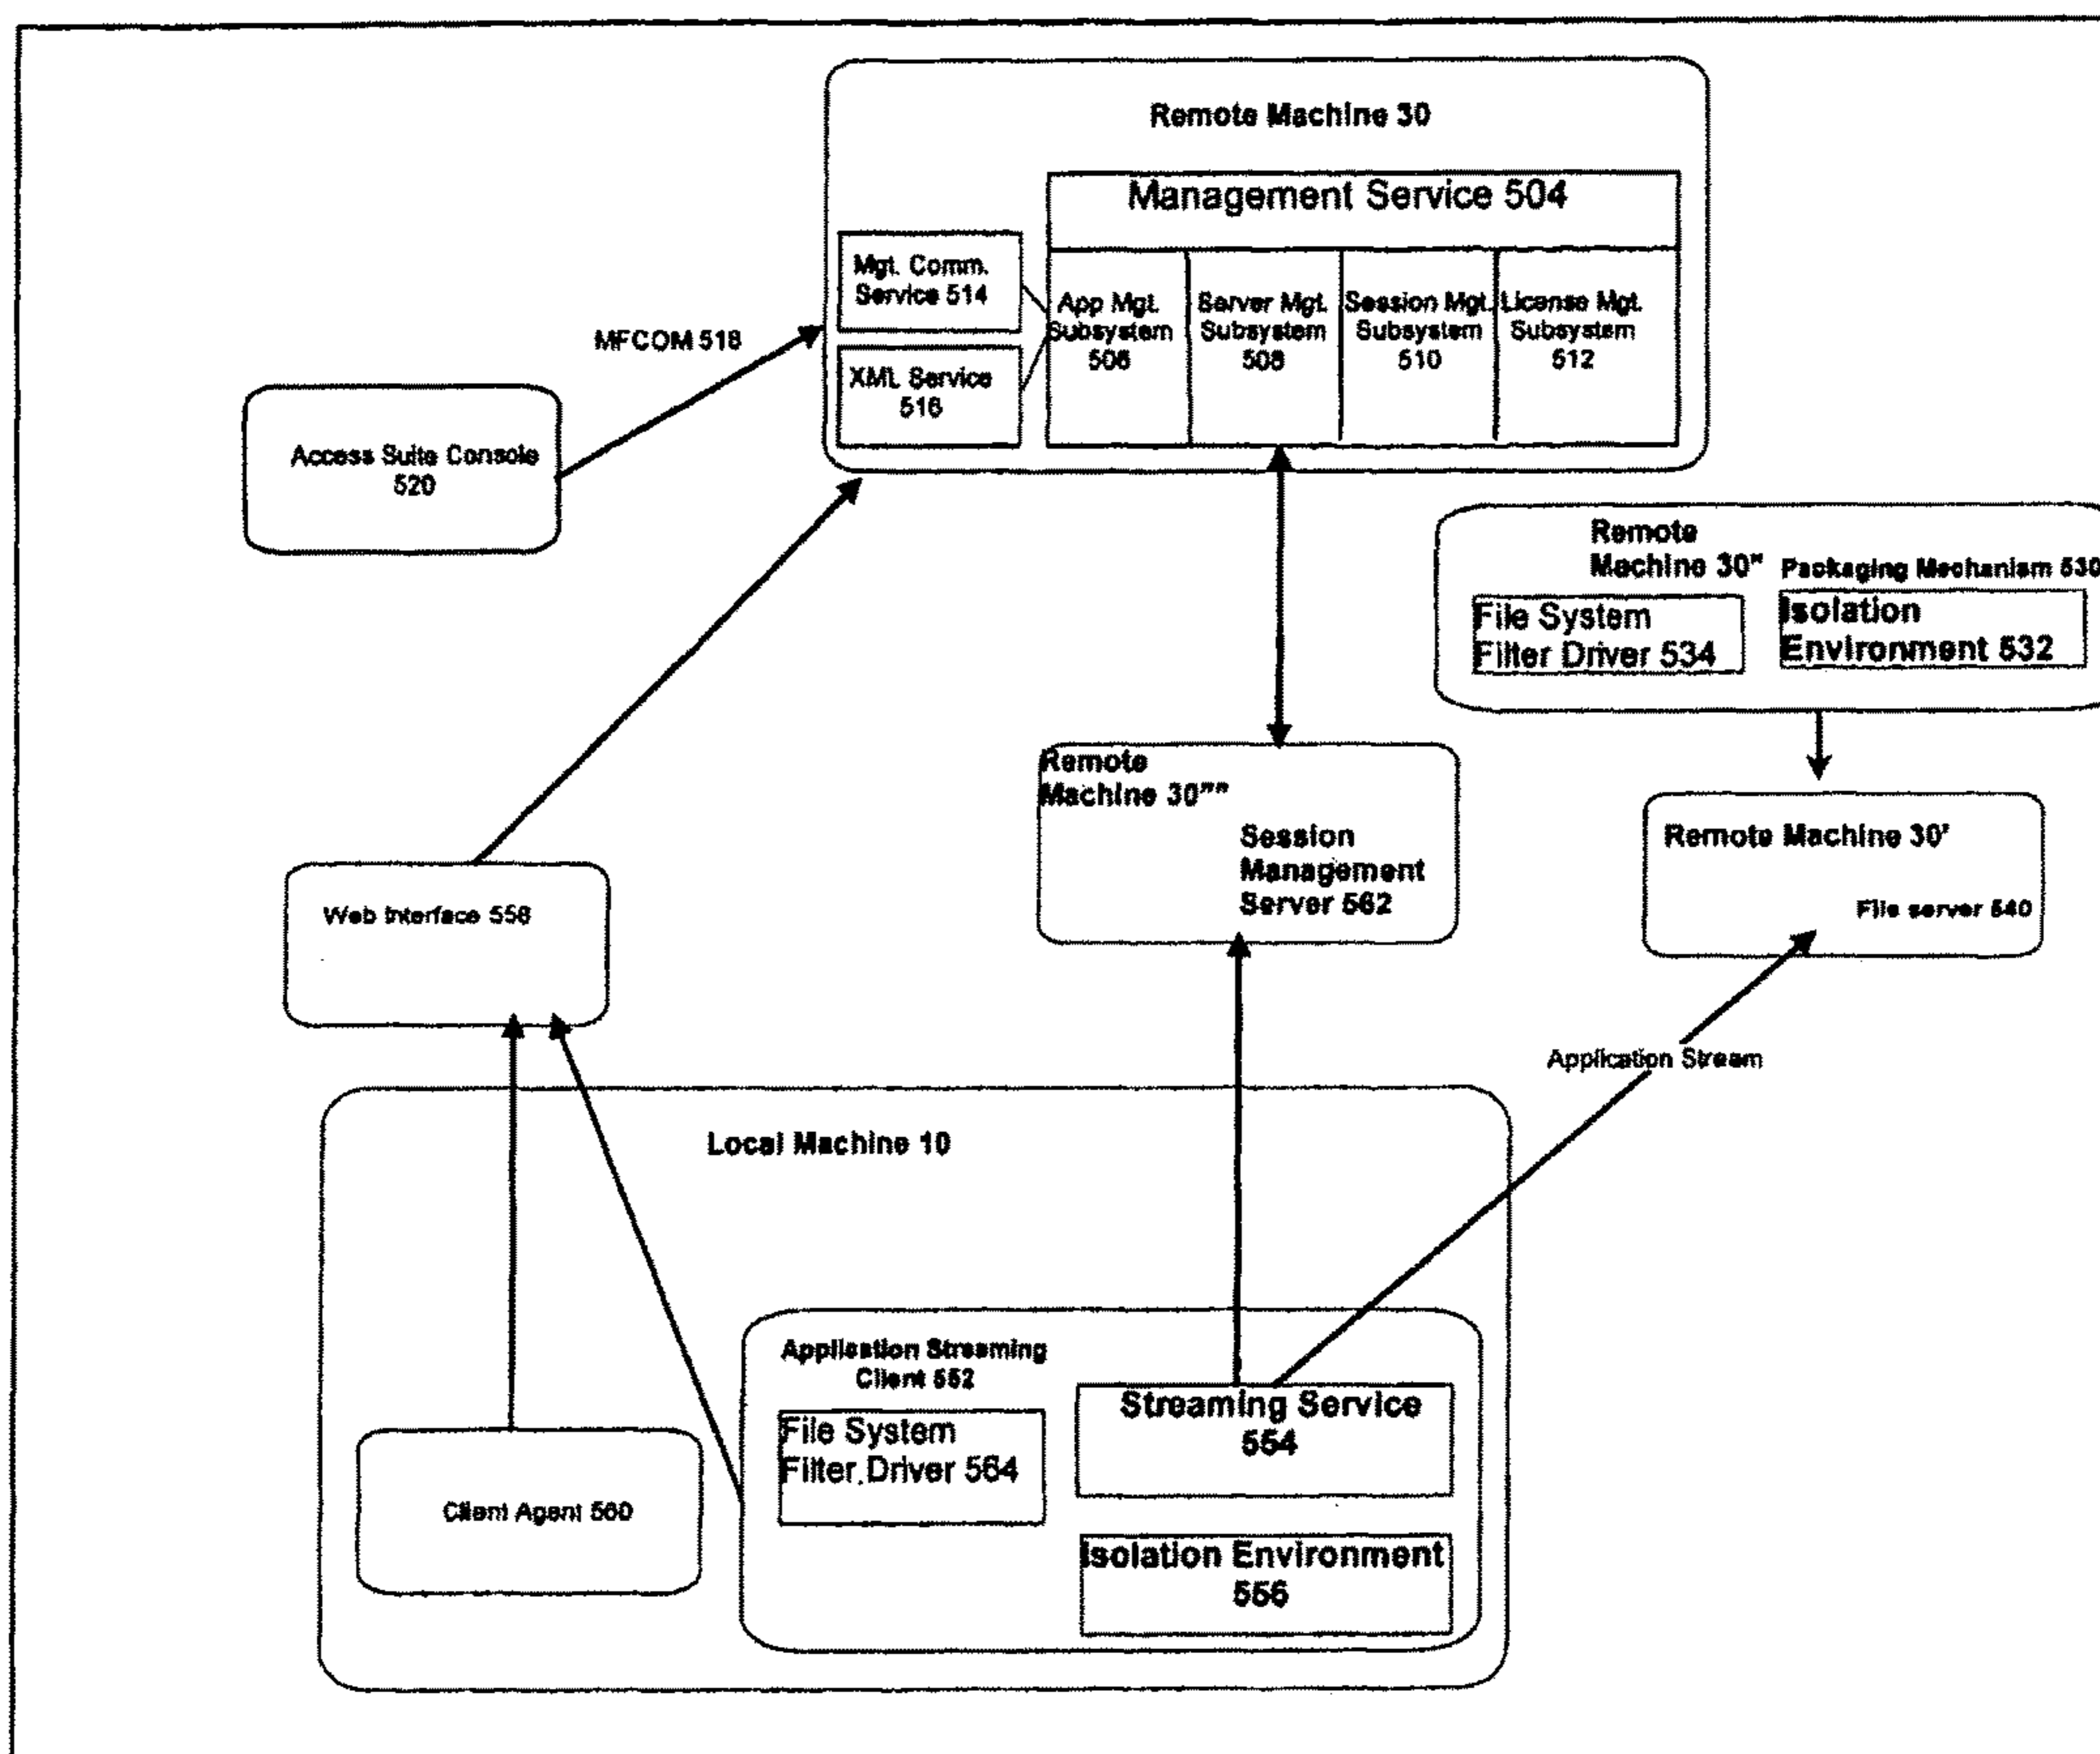 Remote Machine 30
Management Service 504
Mgt. Comm.
Service 514
App Mgt.
Subsystem
506
Server Mgt.
Subsystem
508
Session Mgt.
Subsystem
510
License Mgt.
Subsystem
512
XML Service
516
MFCOM 518
Access Suite Console
520
Remote
Machine 30"
Packaging Mechanism 530
File System
Filter Driver 534
Isolation
Environment 532
Remote
Machine 30""
Session
Management
Server 562
Remote Machine 30'
File server 540
Web Interface 558
Application Stream
Local Machine 10
Application Streaming
Client 552
File System
Filter Driver 564
Streaming Service
554
Client Agent 560
Isolation Environment
556